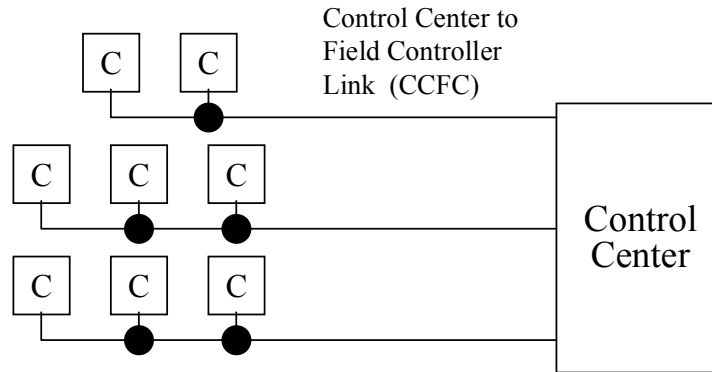 Control Center to
Field Controller
Link (CCFC)
C C
C C C
Control
Center
C C C